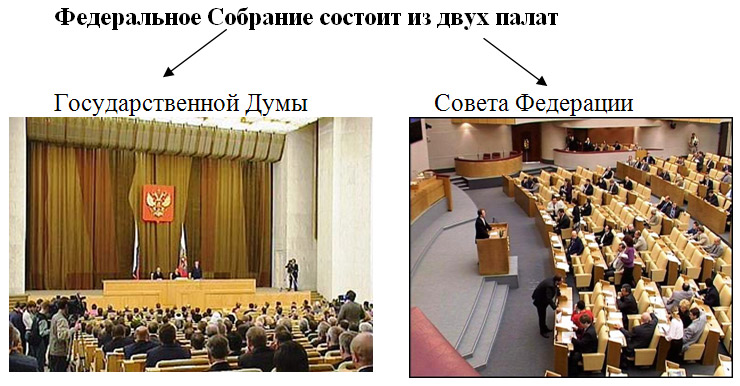 Федеральное Собрание состоит из двух палат
Государственной Думы
Совета Федерации